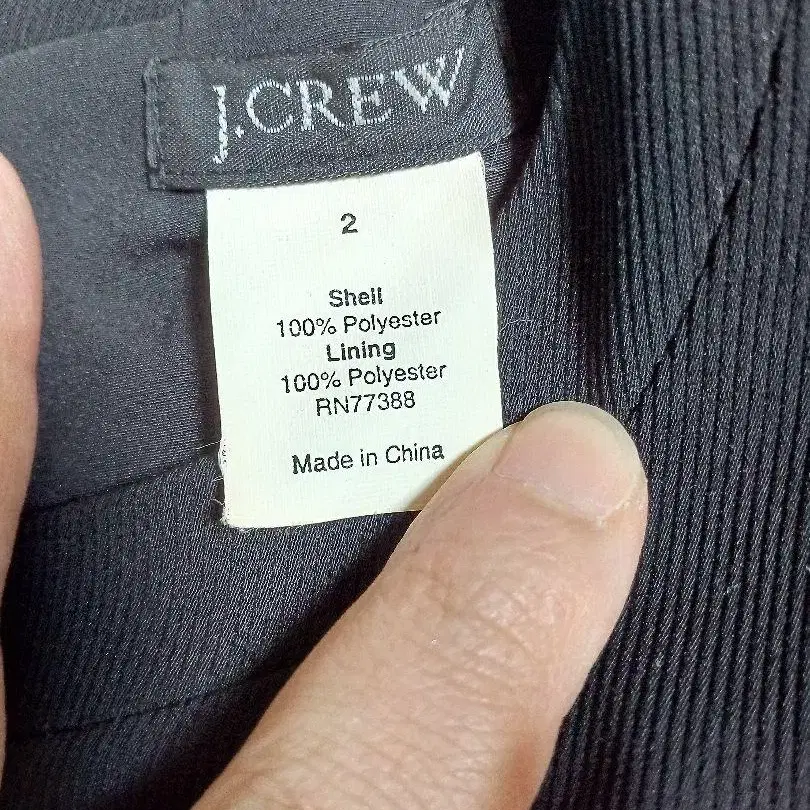 J.CREW
2
Shell
100% Polyester
Lining
100% Polyester
RN77388
Made in China